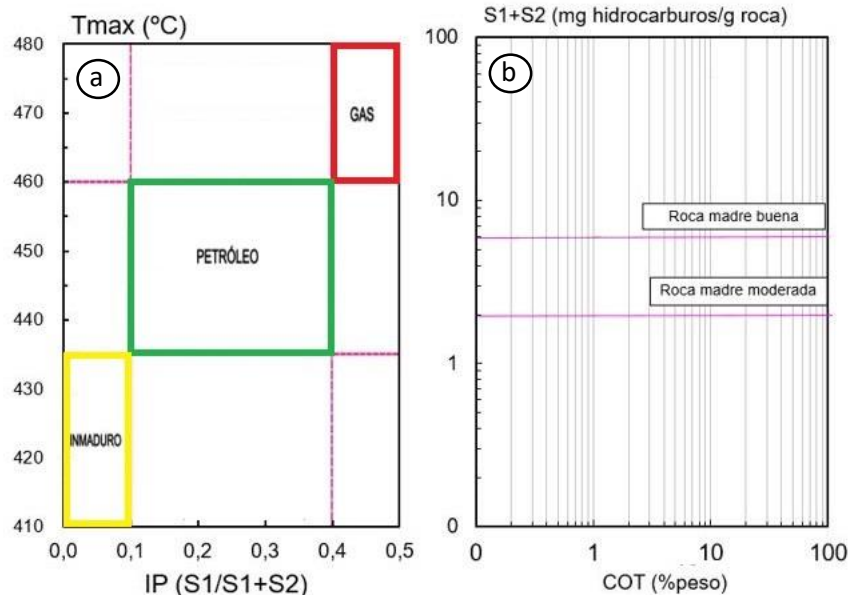 Tmax (ºC)
a
480
470
460
450
440
430
420
410
GAS
PETRÓLEO
INMADURO
0,0
0,1
0,2
0,3
0,4
0,5
IP (S1/S1+S2)
S1+S2 (mg hidrocarburos/g roca)
b
100
10
1
0
Roca madre buena
Roca madre moderada
0
1
10
100
COT (%peso)